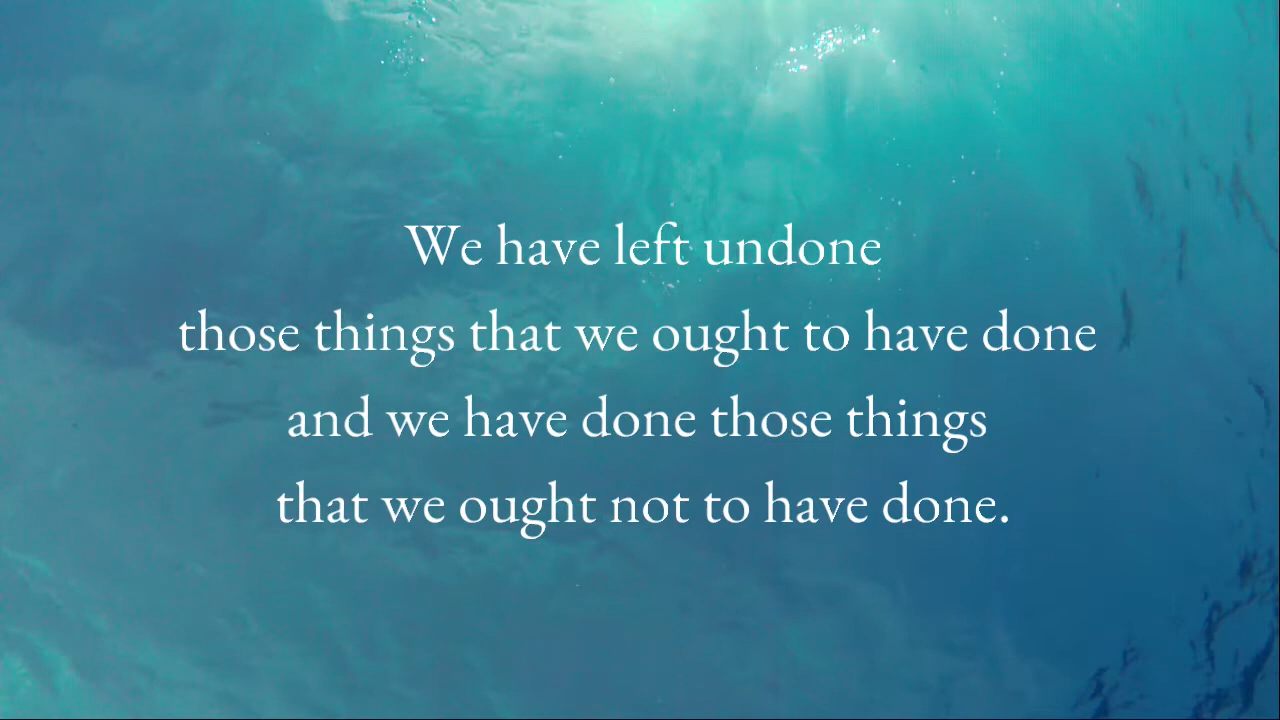 We have left undone
those things that we ought to have done
and we have done those things
that we ought not to have done.